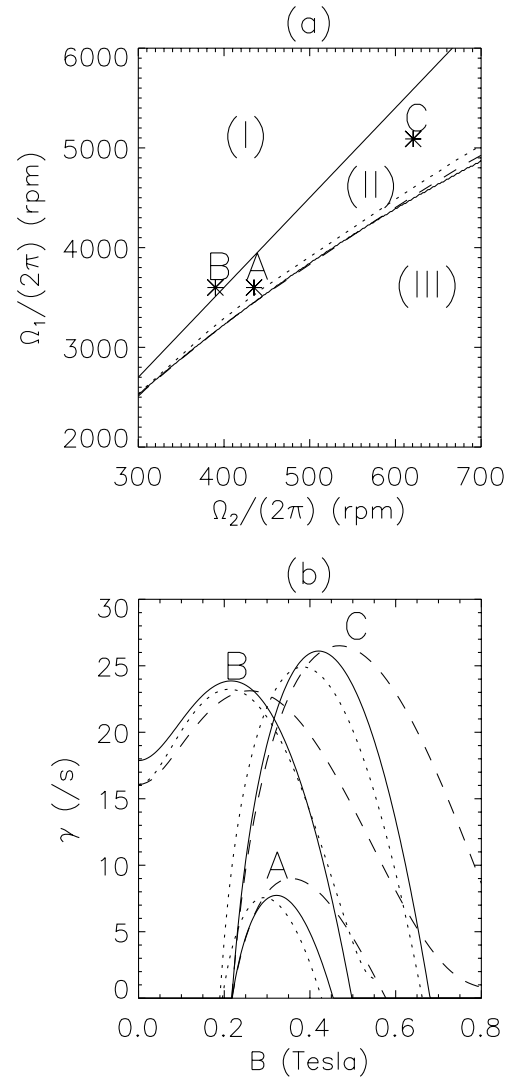 (a)
6000
5000
4000
3000
2000
Ω₁/(2π) (rpm)
(I)
C
(II)
B A
(III)
300 400 500 600 700
Ω₂/(2π) (rpm)
(b)
30
25
20
15
10
5
0
γ (/s)
B
C
A
0.0 0.2 0.4 0.6 0.8
B (Tesla)